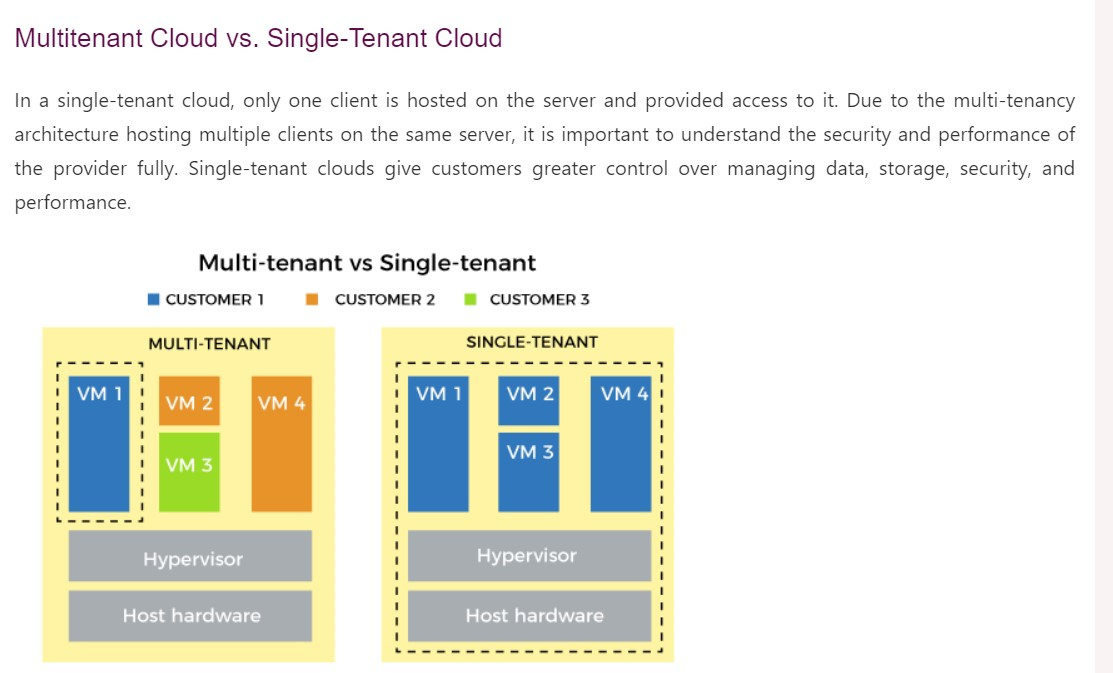 Multitenant Cloud vs. Single-Tenant Cloud
In a single-tenant cloud, only one client is hosted on the server and provided access to it. Due to the multi-tenancy
architecture hosting multiple clients on the same server, it is important to understand the security and performance of
the provider fully. Single-tenant clouds give customers greater control over managing data, storage, security, and
performance.
Multi-tenant vs Single-tenant
CUSTOMER 1 CUSTOMER 2 CUSTOMER 3
MULTI-TENANT
VM 1
VM 2
VM 4
VM 3
Hypervisor
Host hardware
SINGLE-TENANT
VM 1
VM 2
VM 4
VM 3
Hypervisor
Host hardware